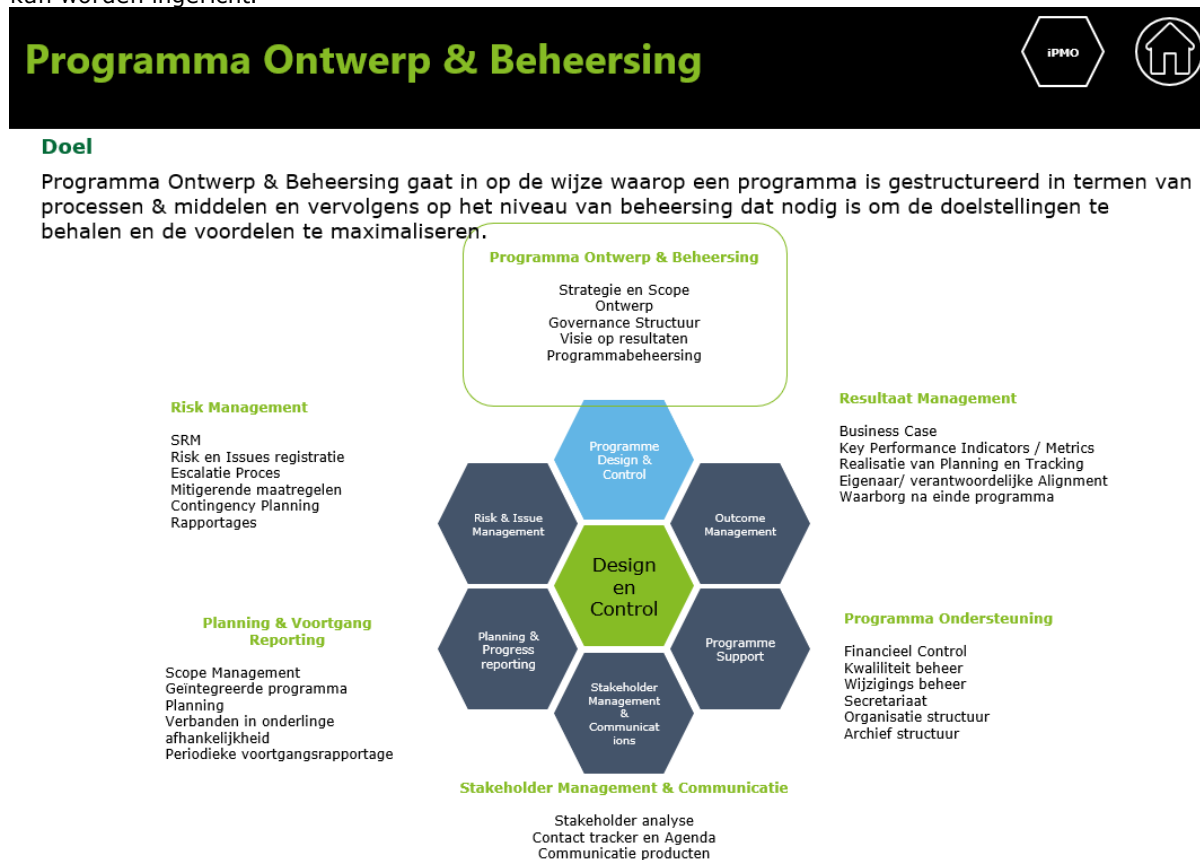 kan worden ingericht.
Programma Ontwerp & Beheersing
iPMO
Doel
Programma Ontwerp & Beheersing gaat in op de wijze waarop een programma is gestructureerd in termen van
processen & middelen en vervolgens op het niveau van beheersing dat nodig is om de doelstellingen te
behalen en de voordelen te maximaliseren.
Programma Ontwerp & Beheersing
Strategie en Scope
Ontwerp
Governance Structuur
Visie op resultaten
Programmabeheersing
Risk Management
SRM
Risk en Issues registratie
Escalatie Proces
Mitigerende maatregelen
Contingency Planning
Rapportages
Resultaat Management
Business Case
Key Performance Indicators / Metrics
Realisatie van Planning en Tracking
Eigenaar/ verantwoordelijke Alignment
Waarborg na einde programma
Programme
Design &
Control
Risk & Issue
Management
Outcome
Management
Design
en
Control
Planning &
Progress
reporting
Programme
Support
Stakeholder
Management
&
Communicat
ions
Planning & Voortgang
Reporting
Scope Management
Geïntegreerde programma
Planning
Verbanden in onderlinge
afhankelijkheid
Periodieke voortgangsrapportage
Programma Ondersteuning
Financieel Control
Kwaliliteit beheer
Wijzigings beheer
Secretariaat
Organisatie structuur
Archief structuur
Stakeholder Management & Communicatie
Stakeholder analyse
Contact tracker en Agenda
Communicatie producten